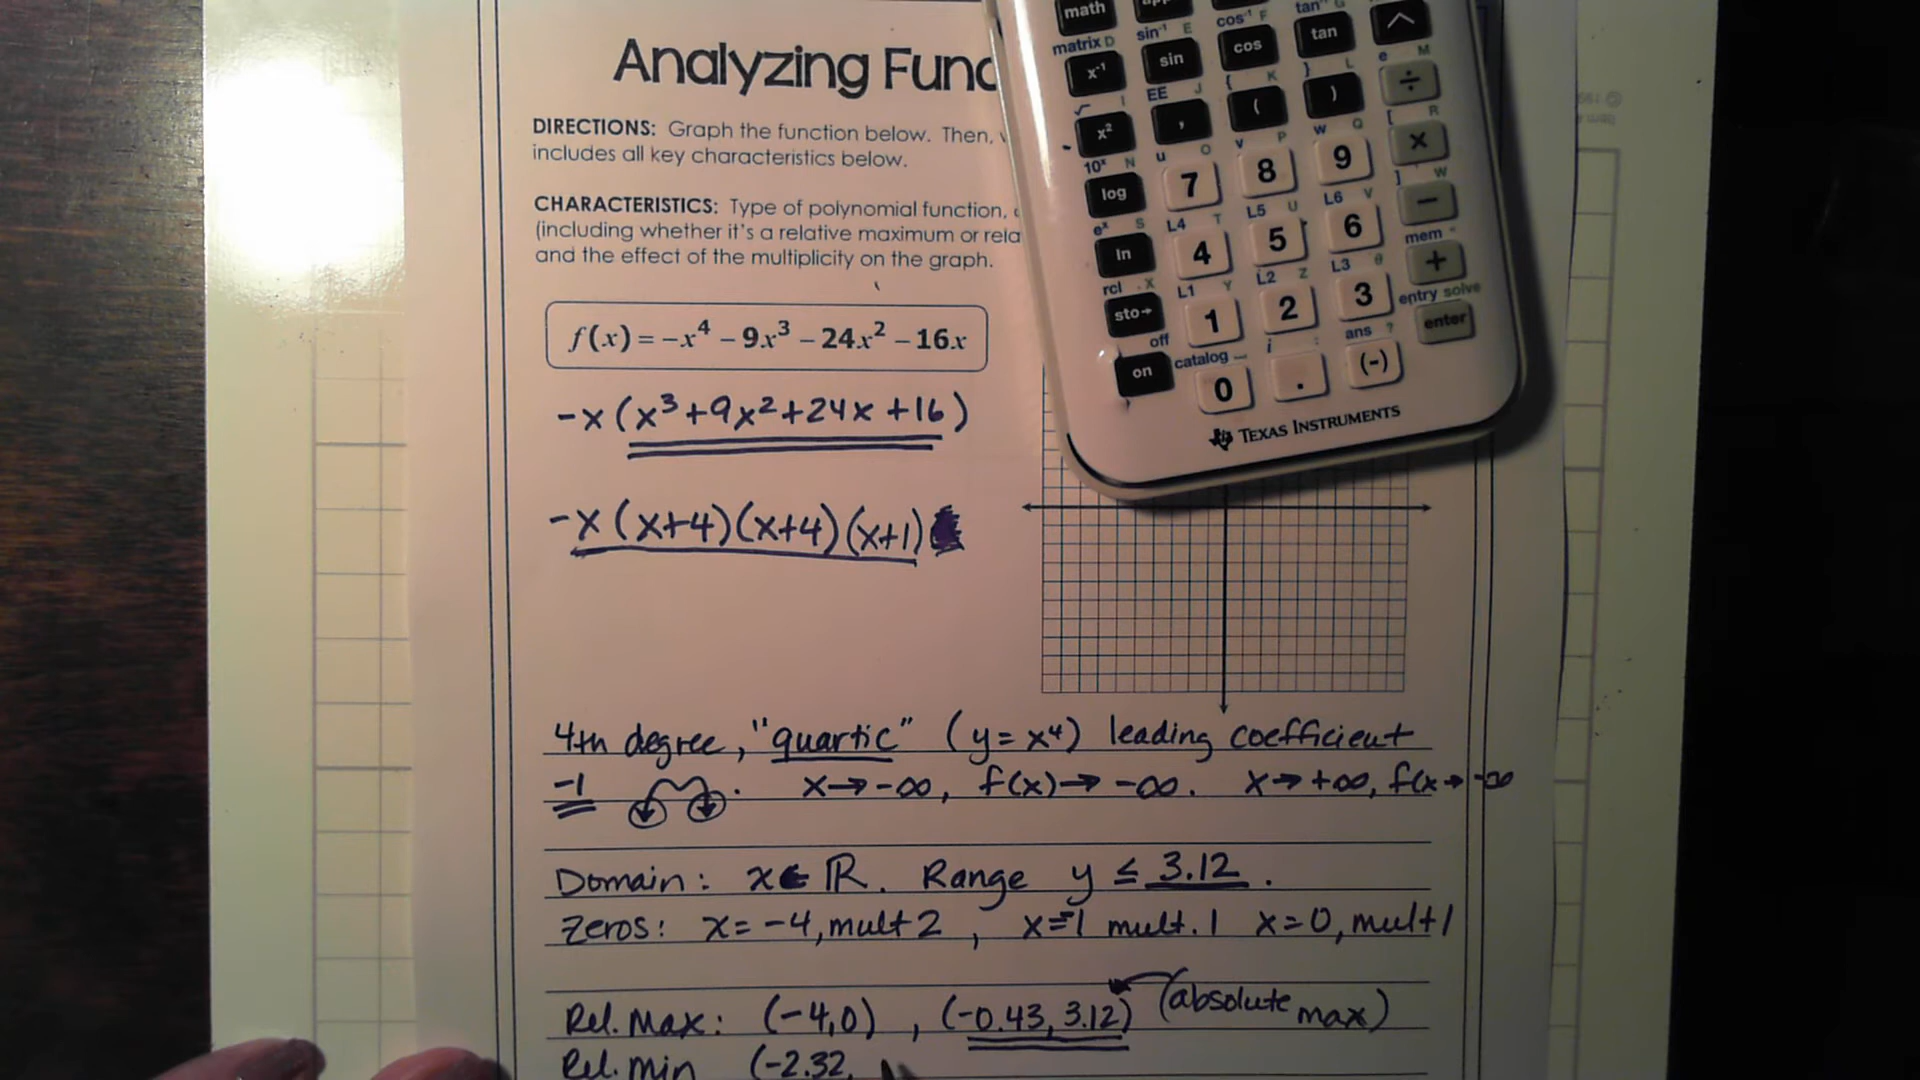 Analyzing Func
DIRECTIONS: Graph the function below. Then,
includes all key characteristics below.
CHARACTERISTICS: Type of polynomial function,
(including whether it's a relative maximum or rela
and the effect of the multiplicity on the graph.
f(x) = −x⁴ − 9x³ − 24x² − 16x
-x (x³+9x²+24x+16)
-x (x+4)(x+4)(x+1)
4th degree, "quartic" (y=x⁴) leading coefficient
-1 . x→-∞, f(x)→ -∞. x→+∞, f(x→-∞
Domain: x∈ℝ. Range y ≤ 3.12.
Zeros: x=-4, mult 2, x=-1 mult. 1 x=0, mult 1
Rel. Max: (-4,0), (-0.43, 3.12) (absolute max)
Rel. min (-2.32,
math
matrix D sin⁻¹ E cos⁻¹ F tan⁻¹ G
x⁻¹ sin cos tan ^
√ I EE J { K } L e M
x² , ( ) ÷
10ˣ N u O v P w Q [ R
log 7 8 9 ×
eˣ S L4 T L5 U L6 V ] W
ln 4 5 6 −
rcl X L1 Y L2 Z L3 θ mem "
sto→ 1 2 3 +
off catalog i : ans ? entry solve
on 0 . (-) enter
TEXAS INSTRUMENTS